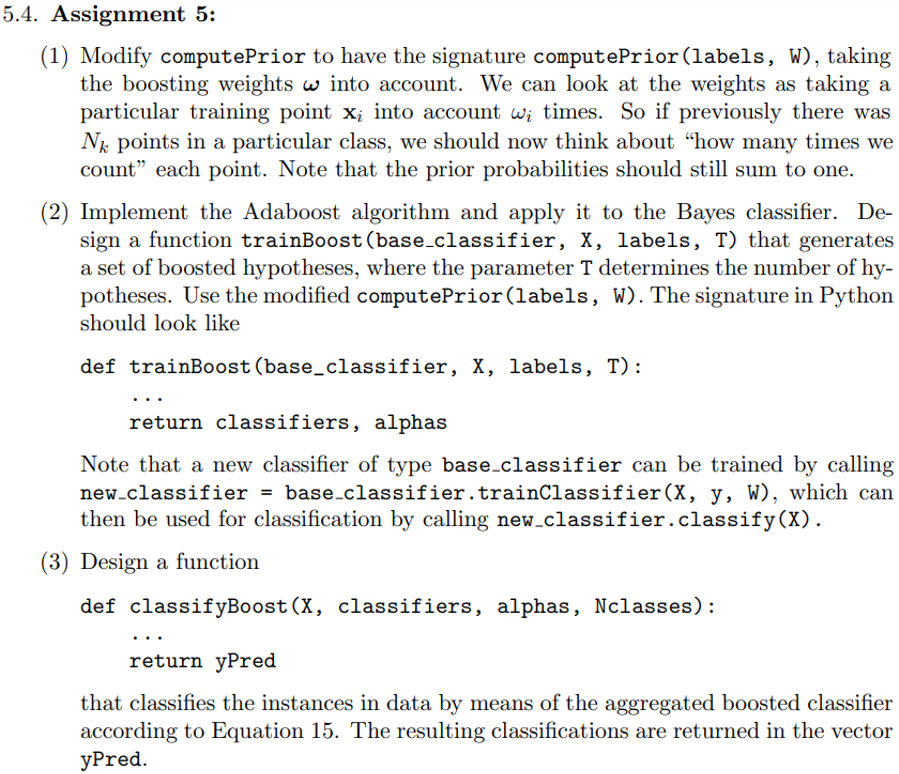 5.4. Assignment 5:
(1) Modify computePrior to have the signature computePrior(labels, W), taking
the boosting weights ω into account. We can look at the weights as taking a
particular training point xᵢ into account ωᵢ times. So if previously there was
Nₖ points in a particular class, we should now think about “how many times we
count” each point. Note that the prior probabilities should still sum to one.
(2) Implement the Adaboost algorithm and apply it to the Bayes classifier. De-
sign a function trainBoost(base_classifier, X, labels, T) that generates
a set of boosted hypotheses, where the parameter T determines the number of hy-
potheses. Use the modified computePrior(labels, W). The signature in Python
should look like
def trainBoost(base_classifier, X, labels, T):
...
return classifiers, alphas
Note that a new classifier of type base_classifier can be trained by calling
new_classifier = base_classifier.trainClassifier(X, y, W), which can
then be used for classification by calling new_classifier.classify(X).
(3) Design a function
def classifyBoost(X, classifiers, alphas, Nclasses):
...
return yPred
that classifies the instances in data by means of the aggregated boosted classifier
according to Equation 15. The resulting classifications are returned in the vector
yPred.